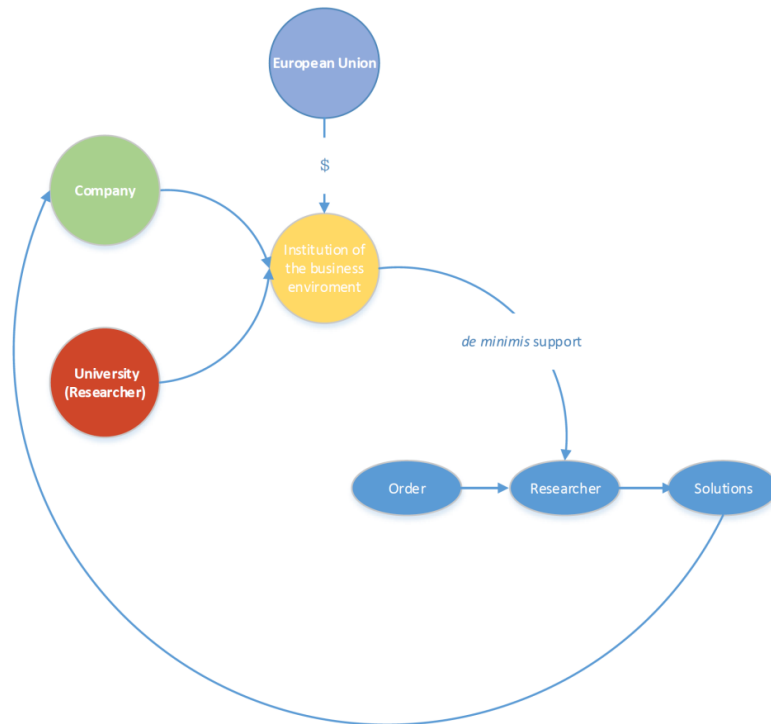 European Union
$
Company
Institution of
the business
enviroment
de minimis support
University
(Researcher)
Order
Researcher
Solutions